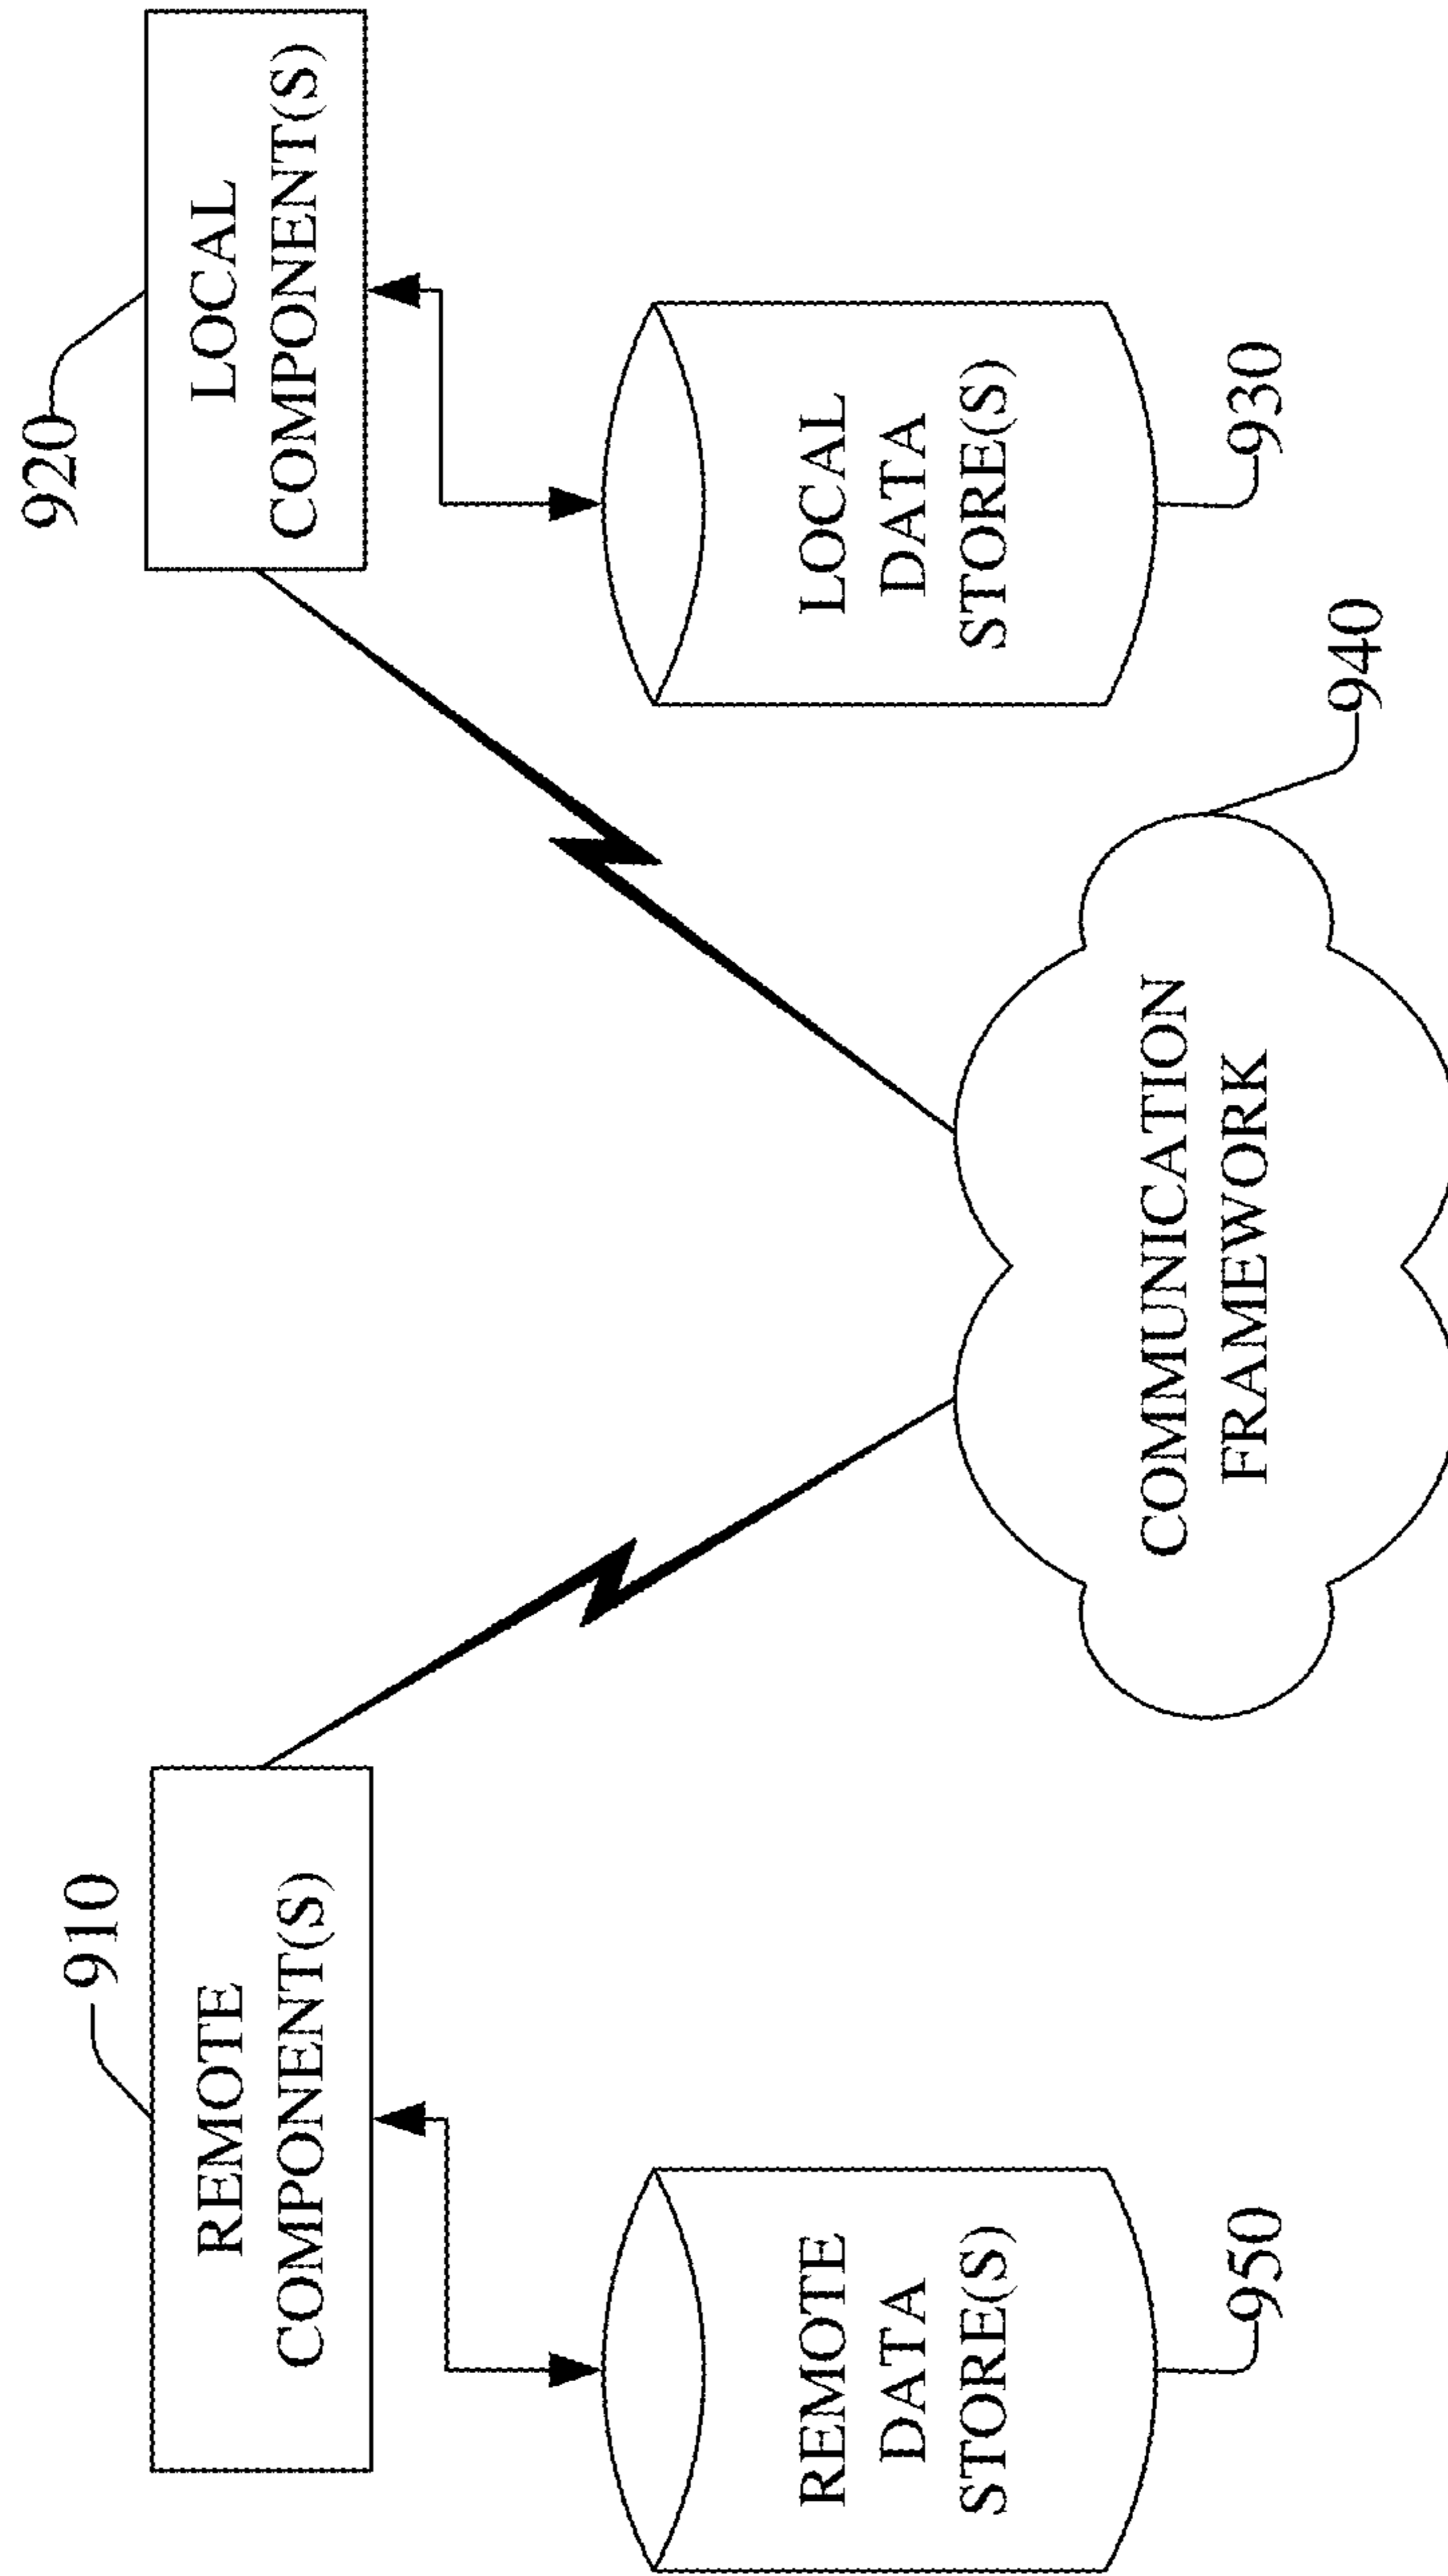 910
REMOTE
COMPONENT(S)
920
LOCAL
COMPONENT(S)
REMOTE
DATA
STORE(S)
950
COMMUNICATION
FRAMEWORK
940
LOCAL
DATA
STORE(S)
930